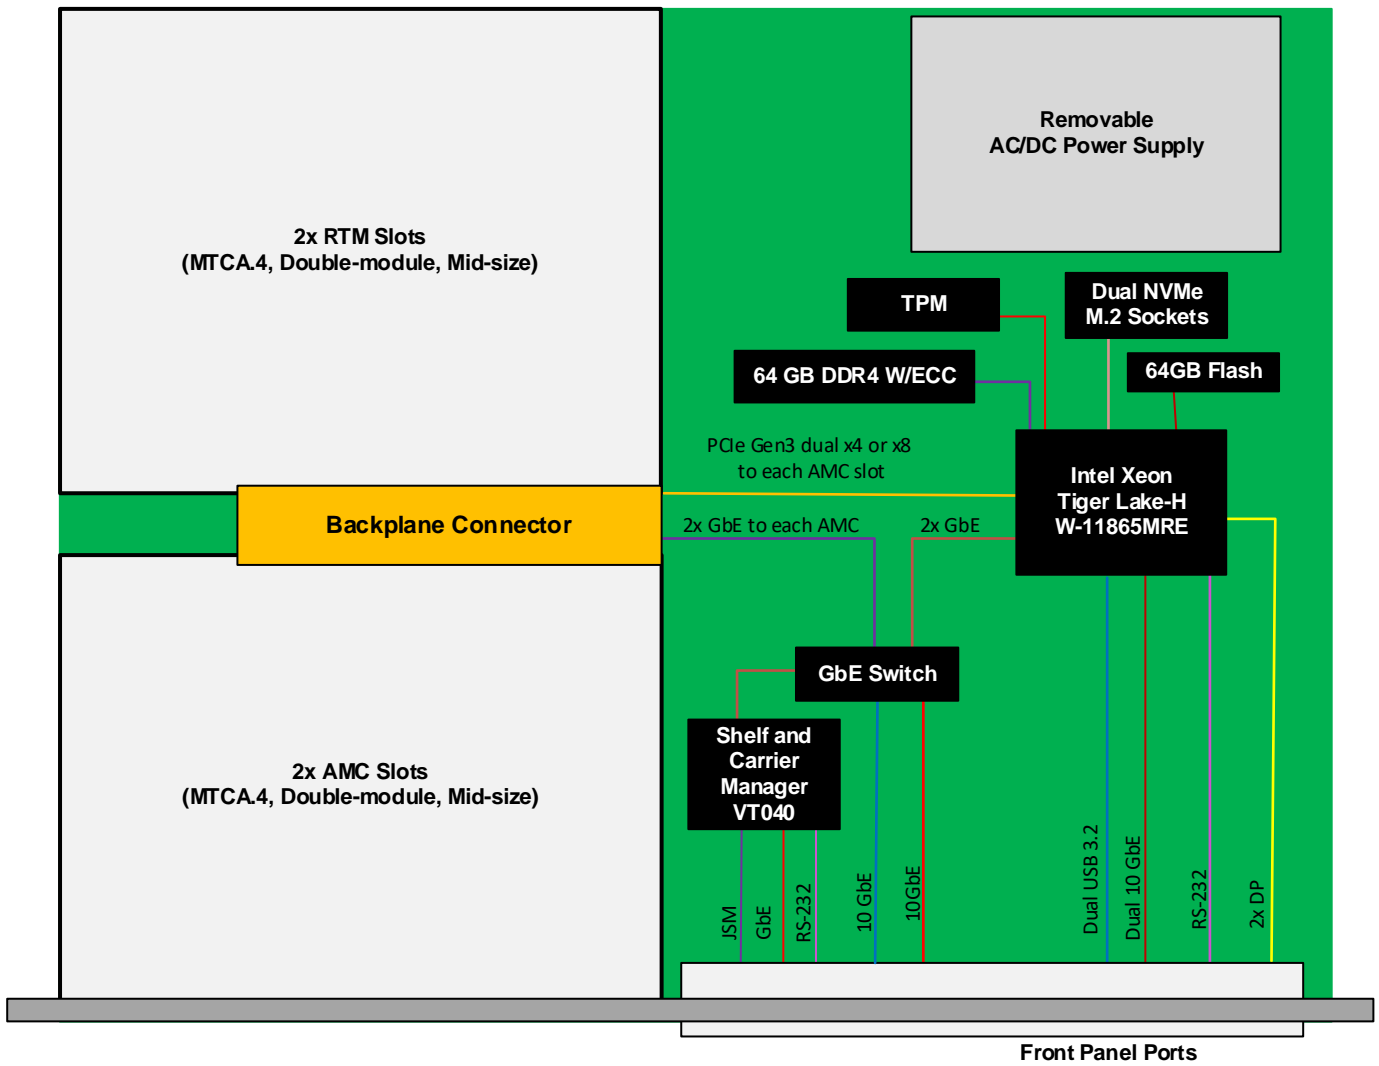 Removable
AC/DC Power Supply
2x RTM Slots
(MTCA.4, Double-module, Mid-size)
TPM
Dual NVMe
M.2 Sockets
64 GB DDR4 W/ECC
64GB Flash
PCIe Gen3 dual x4 or x8
to each AMC slot
Intel Xeon
Tiger Lake-H
W-11865MRE
Backplane Connector
2x GbE to each AMC
2x GbE
GbE Switch
Shelf and
Carrier
Manager
VT040
2x AMC Slots
(MTCA.4, Double-module, Mid-size)
JSM
GbE
RS-232
10 GbE
10GbE
Dual USB 3.2
Dual 10 GbE
RS-232
2x DP
Front Panel Ports